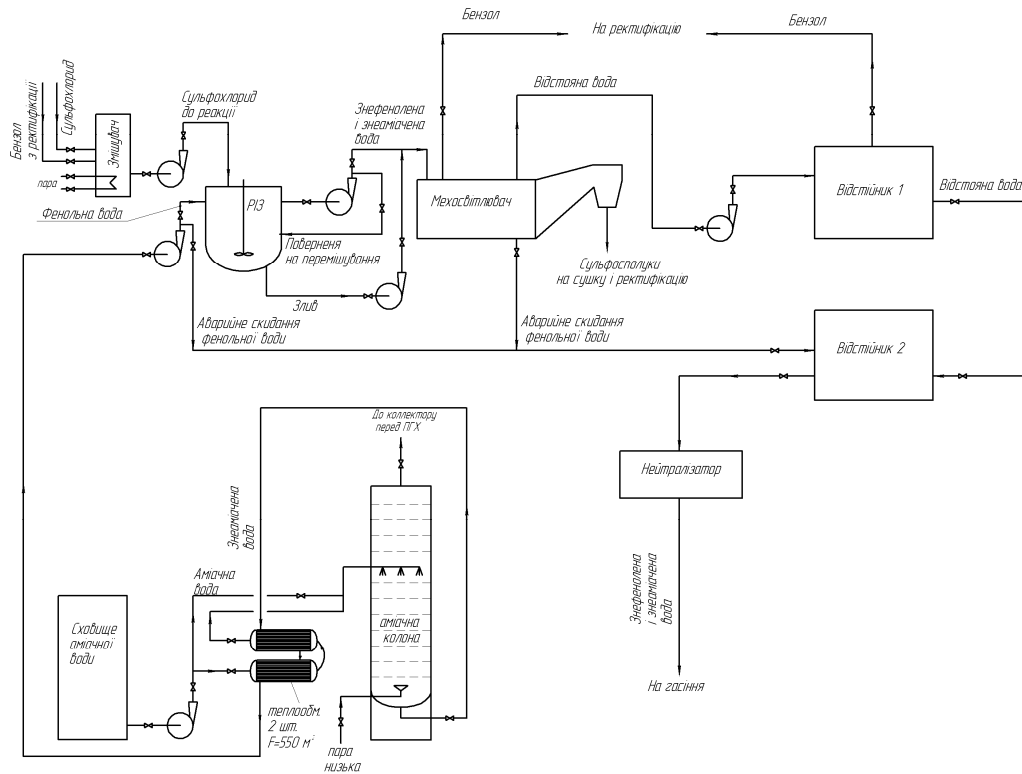 Бензол
На ректифікацію
Бензол
Бензол
з ректифікації
Сульфохлорид
Змішувач
пара
Сульфохлорид
до реакції
Знефенолена
і знеаміачена
вода
Відстояна вода
Фенольна вода
РІЗ
Мехосвітлювач
Відстійник 1
Відстояна вода
Поверненя
на перемішування
Злив
Сульфосполуки
на сушку і ректифікацію
Аварійне скидання
фенольної води
Аварійне скидання
фенольної води
Відстійник 2
До коллектору
перед ПГХ
Нейтралізатор
Знеаміачена
вода
Аміачна
вода
Знефенолена
і знеаміачена
вода
Сховище
аміачної
води
аміачна
колона
На гасіння
теплаобм.
2 шт.
F=550 м²
пара
низька